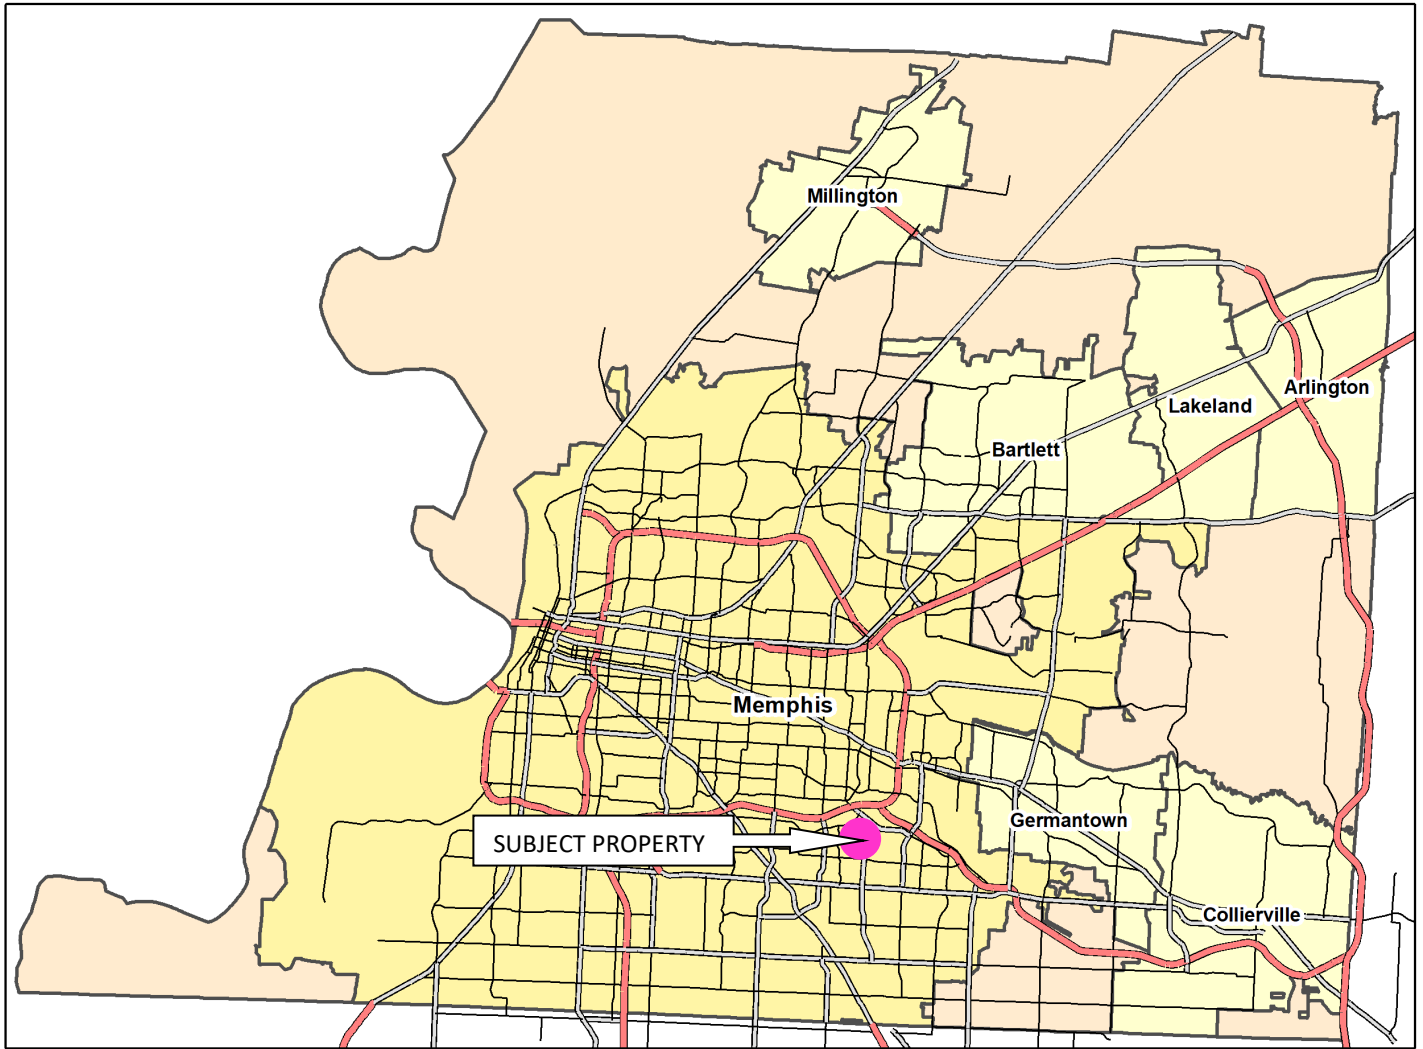 Millington
Arlington
Lakeland
Bartlett
Memphis
Germantown
SUBJECT PROPERTY
Collierville